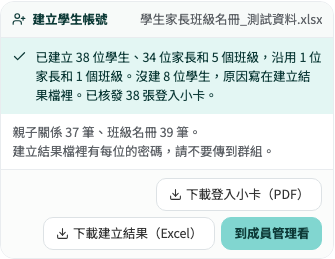 建立學生帳號 學生家長班級名冊_測試資料.xlsx
已建立 38 位學生、34 位家長和 5 個班級，沿用 1 位
家長和 1 個班級。沒建 8 位學生，原因寫在建立結
果檔裡。已核發 38 張登入小卡。
親子關係 37 筆、班級名冊 39 筆。
建立結果檔裡有每位的密碼，請不要傳到群組。
下載登入小卡（PDF）
下載建立結果（Excel） 到成員管理看